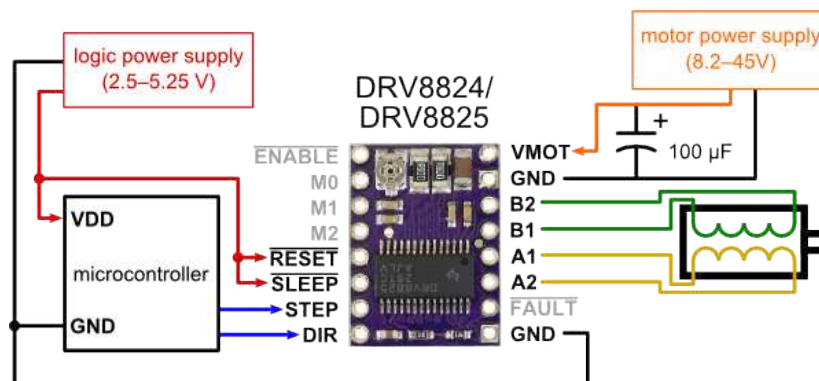 logic power supply
(2.5–5.25 V)
motor power supply
(8.2–45V)
DRV8824/
DRV8825
ENABLE
M0
M1
M2
RESET
SLEEP
STEP
DIR
VMOT
GND
B2
B1
A1
A2
FAULT
GND
+
100 µF
VDD
microcontroller
GND